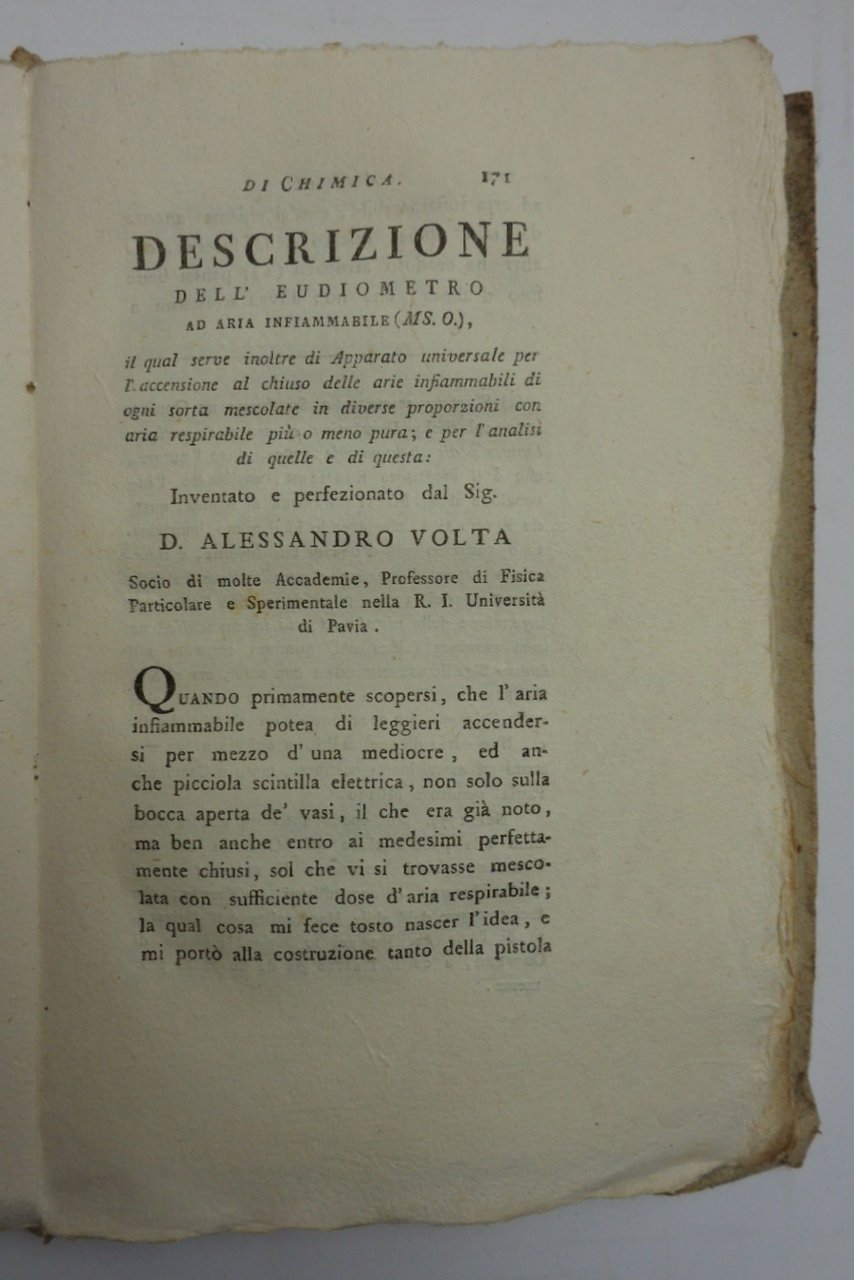 DI CHIMICA. 171
DESCRIZIONE
DELL' EUDIOMETRO
AD ARIA INFIAMMABILE (MS. O.),
il qual serve inoltre di Apparato universale per
l'accensione al chiuso delle arie infiammabili di
ogni sorta mescolate in diverse proporzioni con
aria respirabile più o meno pura; e per l'analisi
di quelle e di questa:
Inventato e perfezionato dal Sig.
D. ALESSANDRO VOLTA
Socio di molte Accademie, Professore di Fisica
Particolare e Sperimentale nella R. I. Università
di Pavia.
QUANDO primamente scopersi, che l'aria
infiammabile potea di leggieri accender-
si per mezzo d'una mediocre, ed an-
che picciola scintilla elettrica, non solo sulla
bocca aperta de' vasi, il che era già noto,
ma ben anche entro ai medesimi perfetta-
mente chiusi, sol che vi si trovasse mesco-
lata con sufficiente dose d'aria respirabile;
la qual cosa mi fece tosto nascer l'idea, e
mi portò alla costruzione tanto della pistola